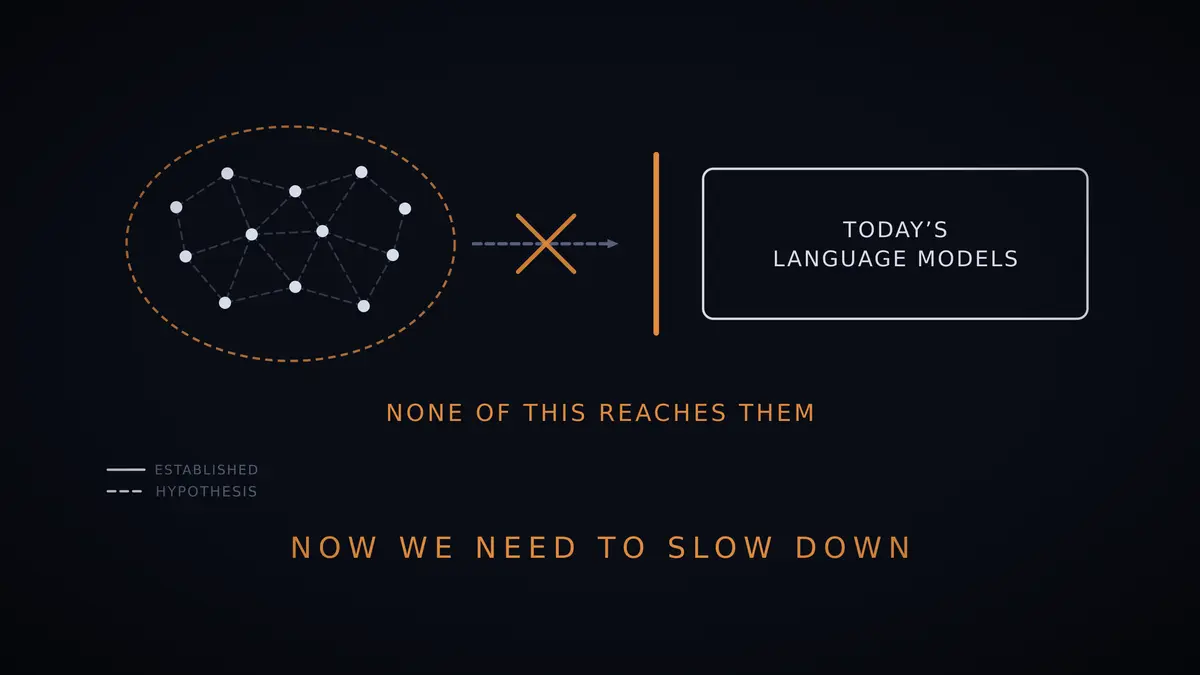 TODAY’S
LANGUAGE MODELS
NONE OF THIS REACHES THEM
ESTABLISHED
HYPOTHESIS
NOW WE NEED TO SLOW DOWN